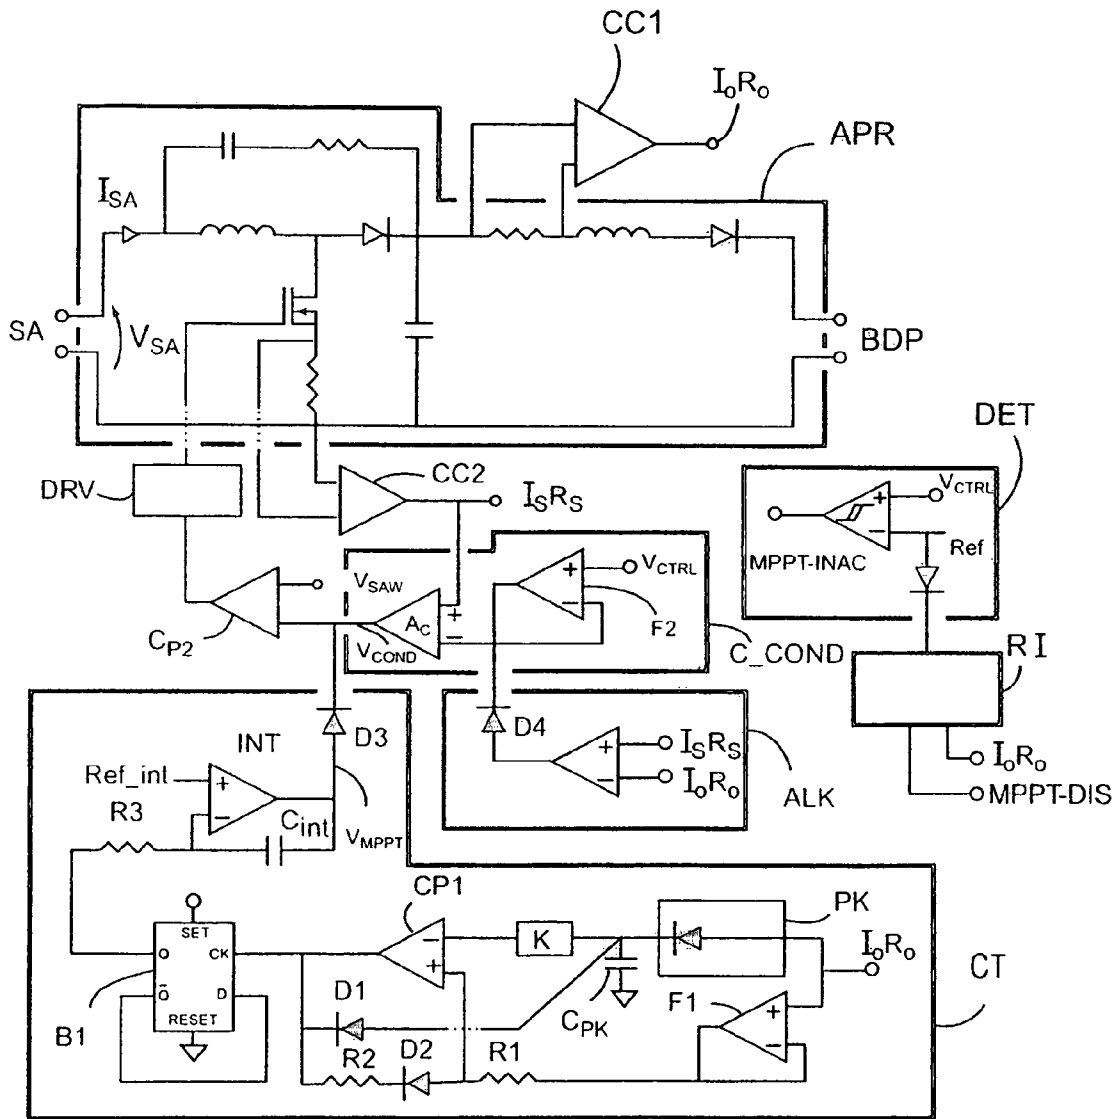 CC1
IoRo
APR
ISA
SA
VSA
BDP
DET
DRV
CC2
ISRS
+
VCTRL
−
Ref
MPPT-INAC
VSAW
+
VCTRL
AC
+
−
−
F2
CP2
VCOND
C_COND
RI
D3
D4
INT
+
ISRS
−
IoRo
IoRo
MPPT-DIS
ALK
Ref_int
+
R3
−
Cint
VMPPT
CP1
PK
SET
−
K
IoRo
Q
CK
+
CT
Q̄
D
D1
CPK
F1
+
RESET
−
B1
R2
D2
R1